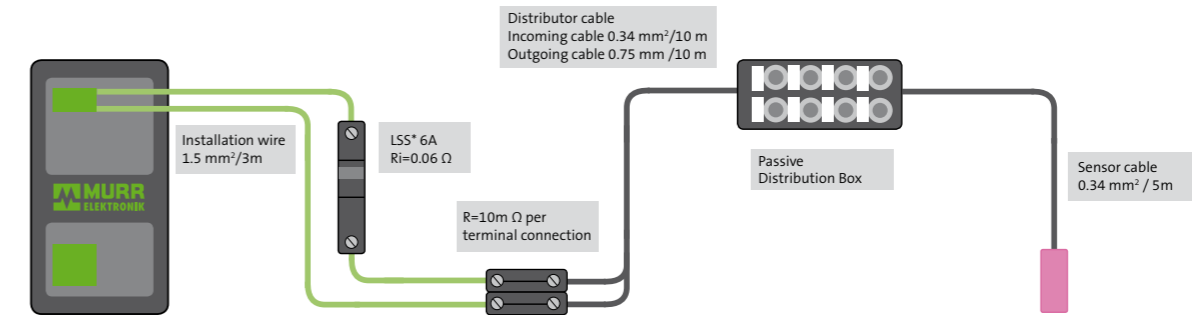 Distributor cable
Incoming cable 0.34 mm²/10 m
Outgoing cable 0.75 mm /10 m
Installation wire
1.5 mm²/3m
LSS* 6A
Ri=0.06 Ω
MURR
ELEKTRONIK
R=10m Ω per
terminal connection
Passive
Distribution Box
Sensor cable
0.34 mm² / 5m